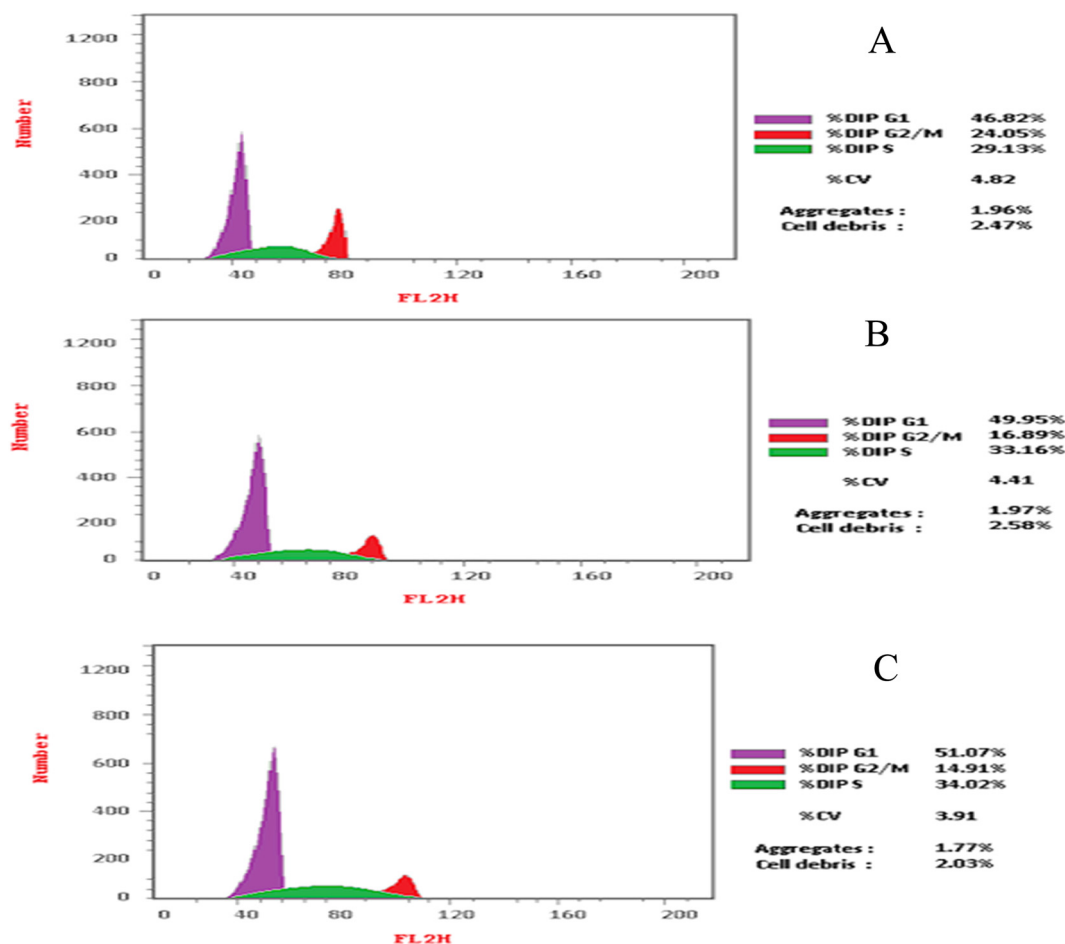 A
1200
800
600
400
200
0
Number
0 40 80 120 160 200
FL2H
%DIP G1 46.82%
%DIP G2/M 24.05%
%DIP S 29.13%
%CV 4.82
Aggregates : 1.96%
Cell debris : 2.47%
B
1200
800
600
400
200
0
Number
0 40 80 120 160 200
FL2H
%DIP G1 49.95%
%DIP G2/M 16.89%
%DIP S 33.16%
%CV 4.41
Aggregates : 1.97%
Cell debris : 2.58%
C
1200
800
600
400
200
0
Number
0 40 80 120 160 200
FL2H
%DIP G1 51.07%
%DIP G2/M 14.91%
%DIP S 34.02%
%CV 3.91
Aggregates : 1.77%
Cell debris : 2.03%